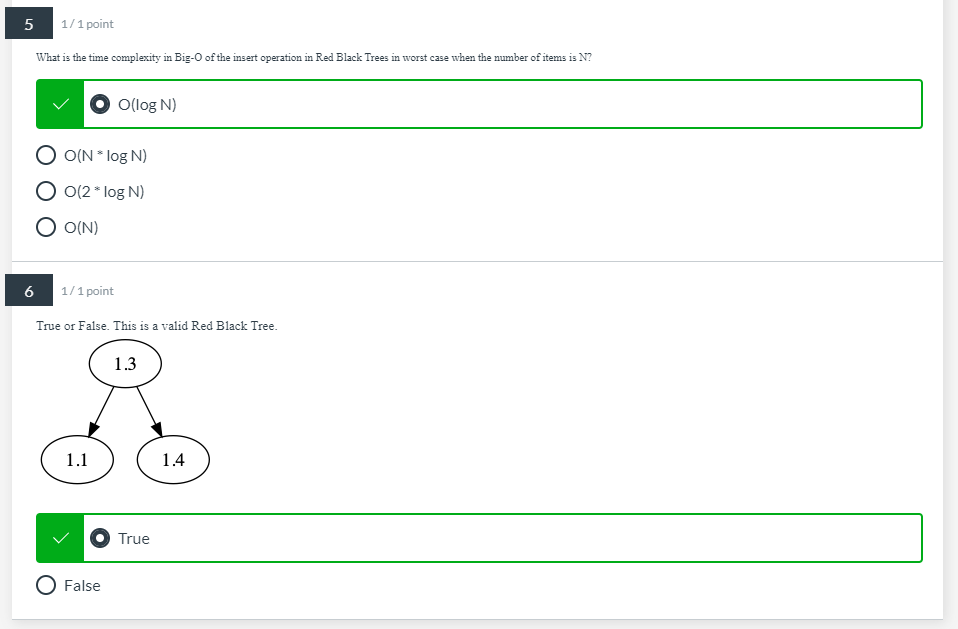 5
1 / 1 point
What is the time complexity in Big-O of the insert operation in Red Black Trees in worst case when the number of items is N?
O(log N)
O(N * log N)
O(2 * log N)
O(N)
6
1 / 1 point
True or False. This is a valid Red Black Tree.
1.3
1.1 1.4
True
False